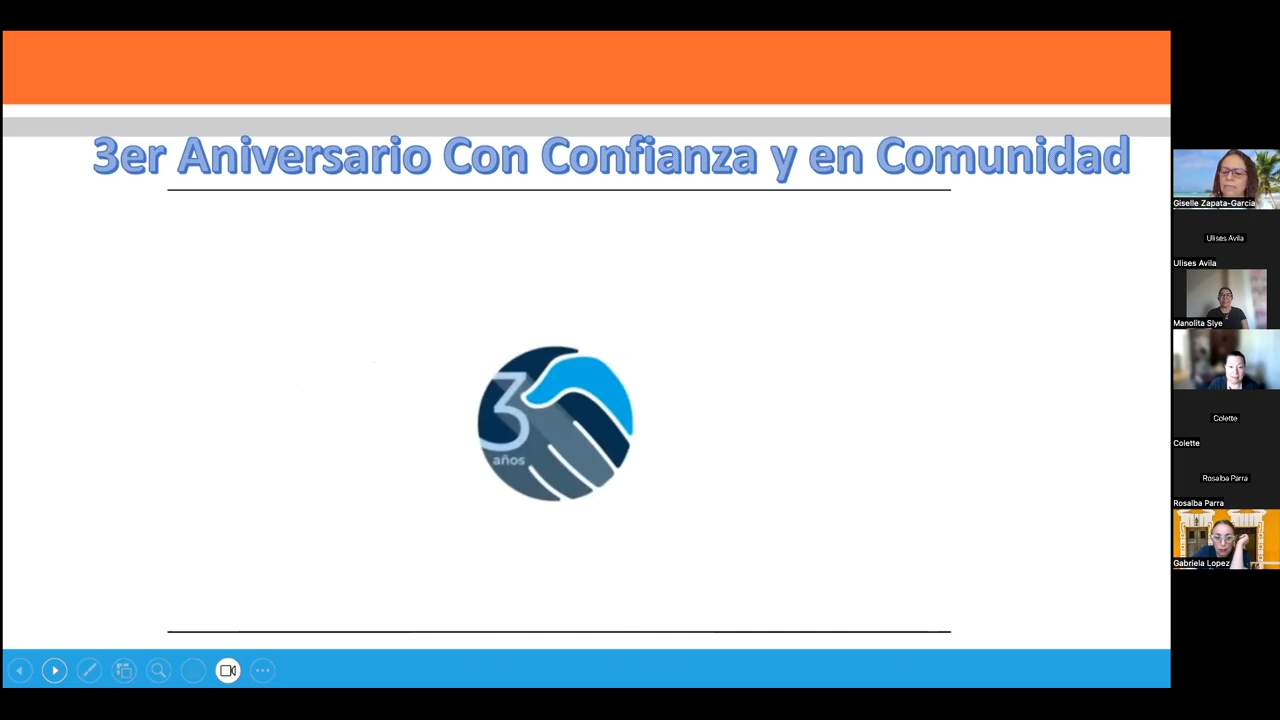 3er Aniversario Con Confianza y en Comunidad
3
años
Giselle Zapata-Garcia
Ulises Avila
Ulises Avila
Manolita Slye
Colette
Colette
Rosalba Parra
Rosalba Parra
Gabriela Lopez